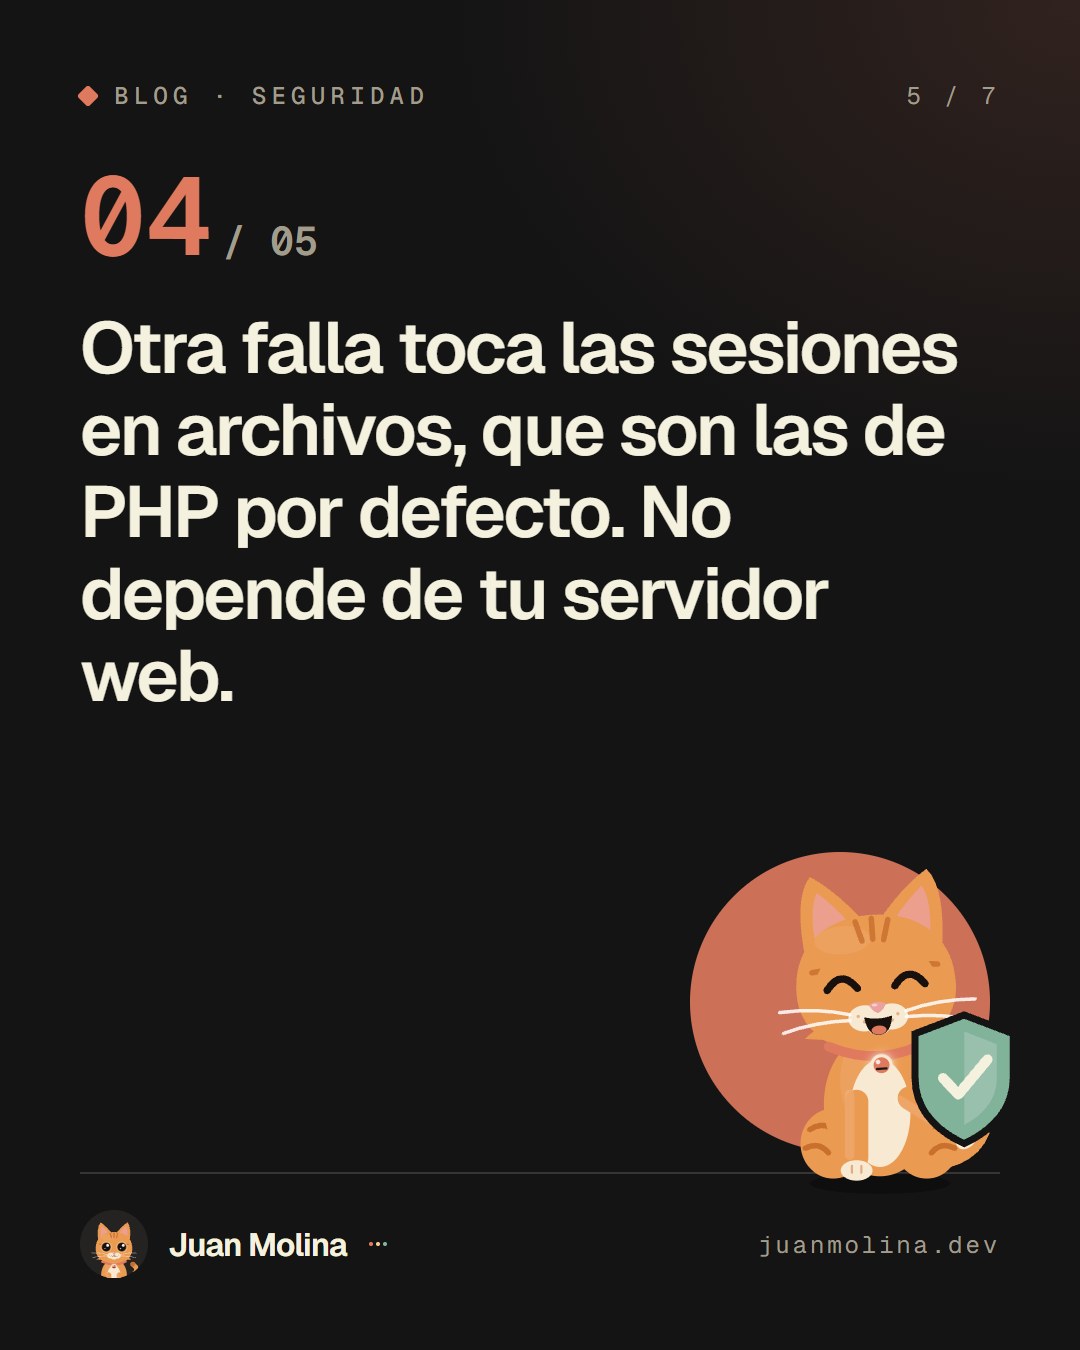 BLOG · SEGURIDAD
5 / 7
04 / 05
Otra falla toca las sesiones
en archivos, que son las de
PHP por defecto. No
depende de tu servidor
web.
Juan Molina
juanmolina.dev